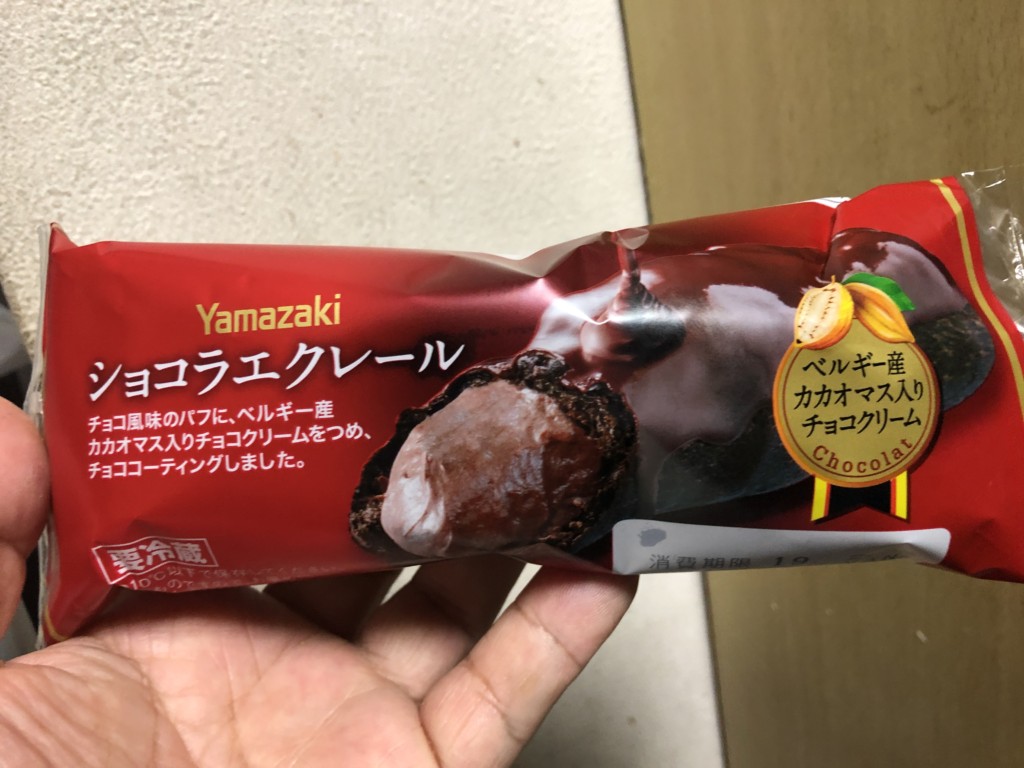 Yamazaki
ショコラエクレール
チョコ風味のパフに、ベルギー産
カカオマス入りチョコクリームをつめ、
チョココーティングしました。
要冷蔵
ベルギー産
カカオマス入り
チョコクリーム
Chocolat
消費期限 19